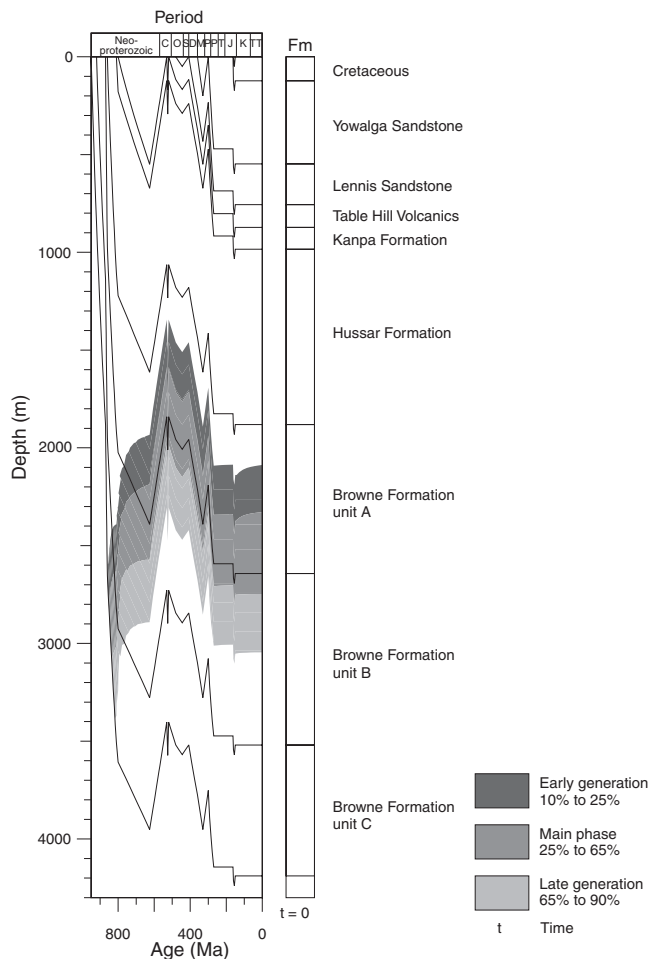 Period
Neo-
proterozoic
C O S D M P P T J K T T
Fm
0
1000
2000
3000
4000
Depth (m)
800 400 0
Age (Ma)
t = 0
Cretaceous
Yowalga Sandstone
Lennis Sandstone
Table Hill Volcanics
Kanpa Formation
Hussar Formation
Browne Formation
unit A
Browne Formation
unit B
Browne Formation
unit C
Early generation
10% to 25%
Main phase
25% to 65%
Late generation
65% to 90%
t Time